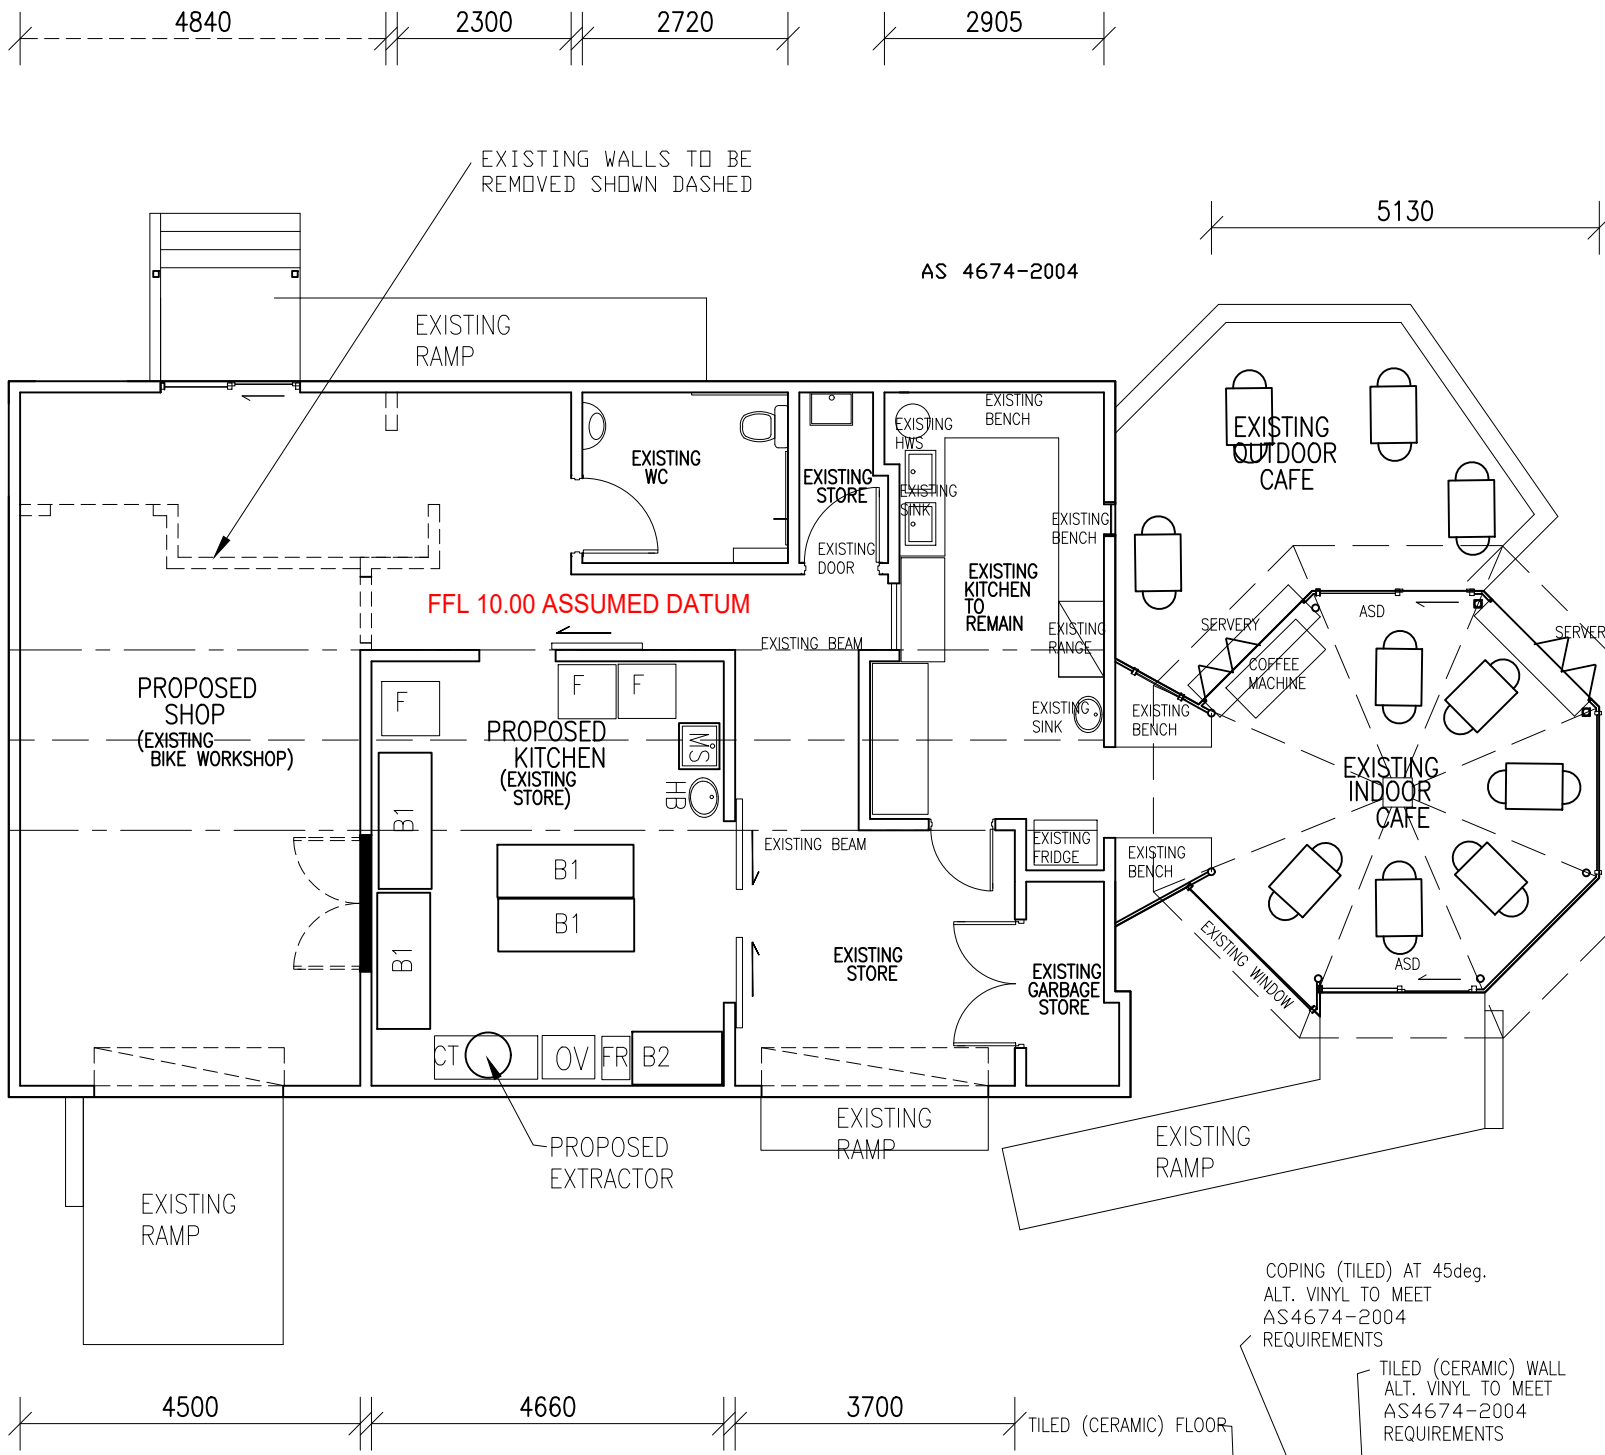 4840
2300
2720
2905
EXISTING WALLS TO BE
REMOVED SHOWN DASHED
5130
AS 4674-2004
EXISTING
RAMP
EXISTING
WC
EXISTING
STORE
EXISTING
DOOR
EXISTING
HWS
EXISTING
BENCH
EXISTING
SINK
EXISTING
BENCH
EXISTING
KITCHEN
TO
REMAIN
EXISTING
RANGE
EXISTING
SINK
EXISTING
OUTDOOR
CAFE
FFL 10.00 ASSUMED DATUM
EXISTING BEAM
SERVERY
ASD
COFFEE
MACHINE
EXISTING
BENCH
PROPOSED
SHOP
(EXISTING
BIKE WORKSHOP)
F
F
F
PROPOSED
KITCHEN
(EXISTING
STORE)
MS
HB
B1
B1
B1
B1
EXISTING BEAM
EXISTING
FRIDGE
EXISTING
BENCH
EXISTING
INDOOR
CAFE
EXISTING
STORE
EXISTING
GARBAGE
STORE
EXISTING WINDOW
ASD
CT
OV
FR
B2
PROPOSED
EXTRACTOR
EXISTING
RAMP
EXISTING
RAMP
EXISTING
RAMP
COPING (TILED) AT 45deg.
ALT. VINYL TO MEET
AS4674-2004
REQUIREMENTS
TILED (CERAMIC) WALL
ALT. VINYL TO MEET
AS4674-2004
REQUIREMENTS
4500
4660
3700
TILED (CERAMIC) FLOOR